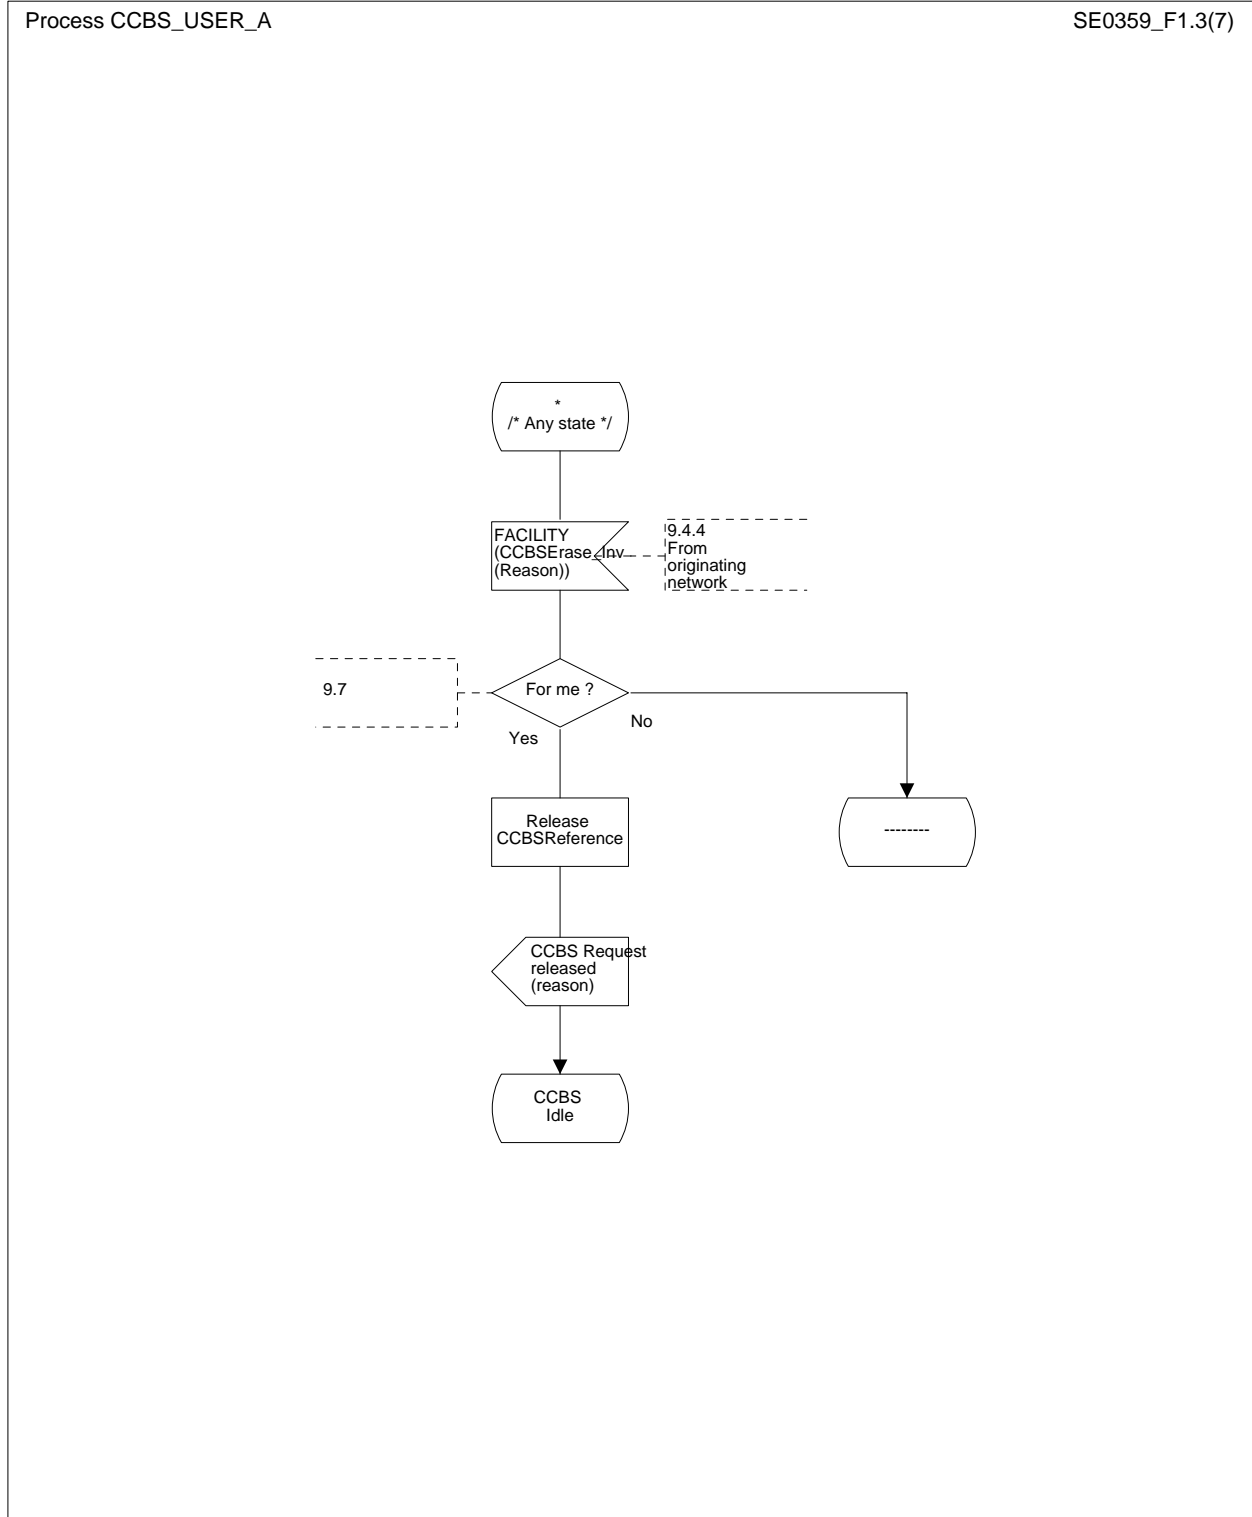 Process CCBS_USER_A
SE0359_F1.3(7)
*
/* Any state */
FACILITY
(CCBSErase_Inv
(Reason))
9.4.4
From
originating
network
9.7
For me ?
No
Yes
Release
CCBSReference
--------
CCBS Request
released
(reason)
CCBS
Idle